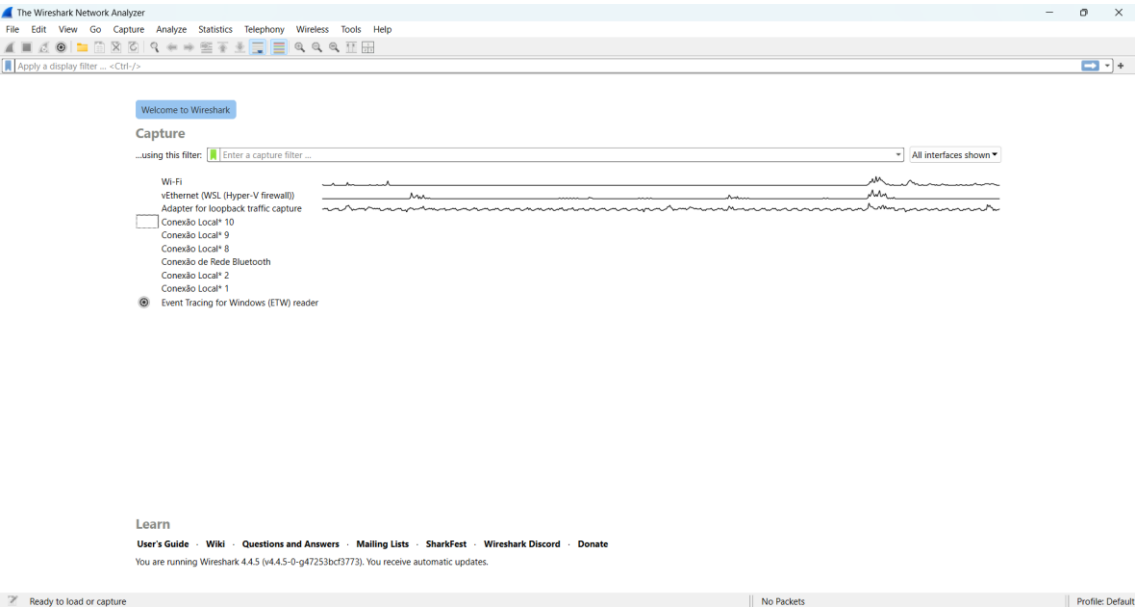 The Wireshark Network Analyzer
File Edit View Go Capture Analyze Statistics Telephony Wireless Tools Help
Apply a display filter ... <Ctrl-/>
Welcome to Wireshark
Capture
...using this filter: Enter a capture filter ... All interfaces shown
Wi-Fi
vEthernet (WSL (Hyper-V firewall))
Adapter for loopback traffic capture
Conexão Local* 10
Conexão Local* 9
Conexão Local* 8
Conexão de Rede Bluetooth
Conexão Local* 2
Conexão Local* 1
Event Tracing for Windows (ETW) reader
Learn
User's Guide · Wiki · Questions and Answers · Mailing Lists · SharkFest · Wireshark Discord · Donate
You are running Wireshark 4.4.5 (v4.4.5-0-g47253bcf3773). You receive automatic updates.
Ready to load or capture No Packets Profile: Default